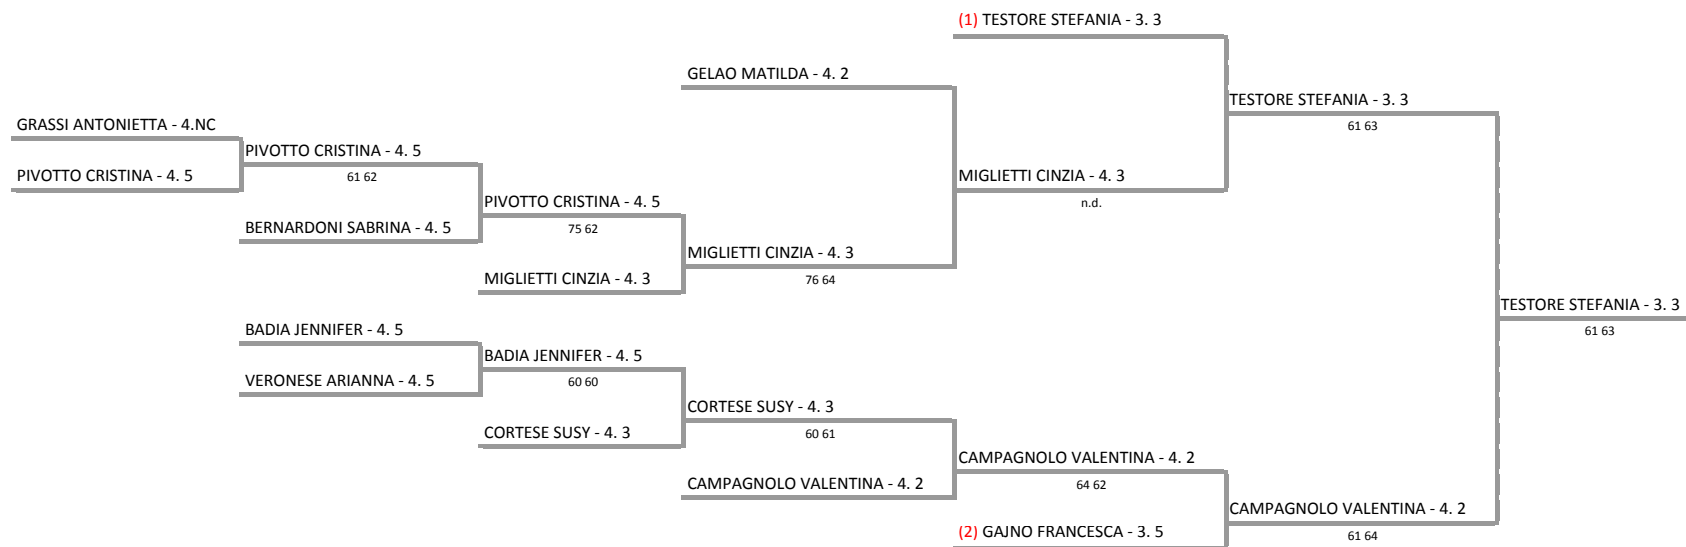 (1) TESTORE STEFANIA - 3. 3
GELAO MATILDA - 4. 2
TESTORE STEFANIA - 3. 3
GRASSI ANTONIETTA - 4.NC
61 63
PIVOTTO CRISTINA - 4. 5
PIVOTTO CRISTINA - 4. 5
61 62
MIGLIETTI CINZIA - 4. 3
PIVOTTO CRISTINA - 4. 5
n.d.
BERNARDONI SABRINA - 4. 5
75 62
MIGLIETTI CINZIA - 4. 3
MIGLIETTI CINZIA - 4. 3
76 64
TESTORE STEFANIA - 3. 3
BADIA JENNIFER - 4. 5
61 63
BADIA JENNIFER - 4. 5
VERONESE ARIANNA - 4. 5
60 60
CORTESE SUSY - 4. 3
CORTESE SUSY - 4. 3
60 61
CAMPAGNOLO VALENTINA - 4. 2
CAMPAGNOLO VALENTINA - 4. 2
64 62
CAMPAGNOLO VALENTINA - 4. 2
(2) GAJNO FRANCESCA - 3. 5
61 64